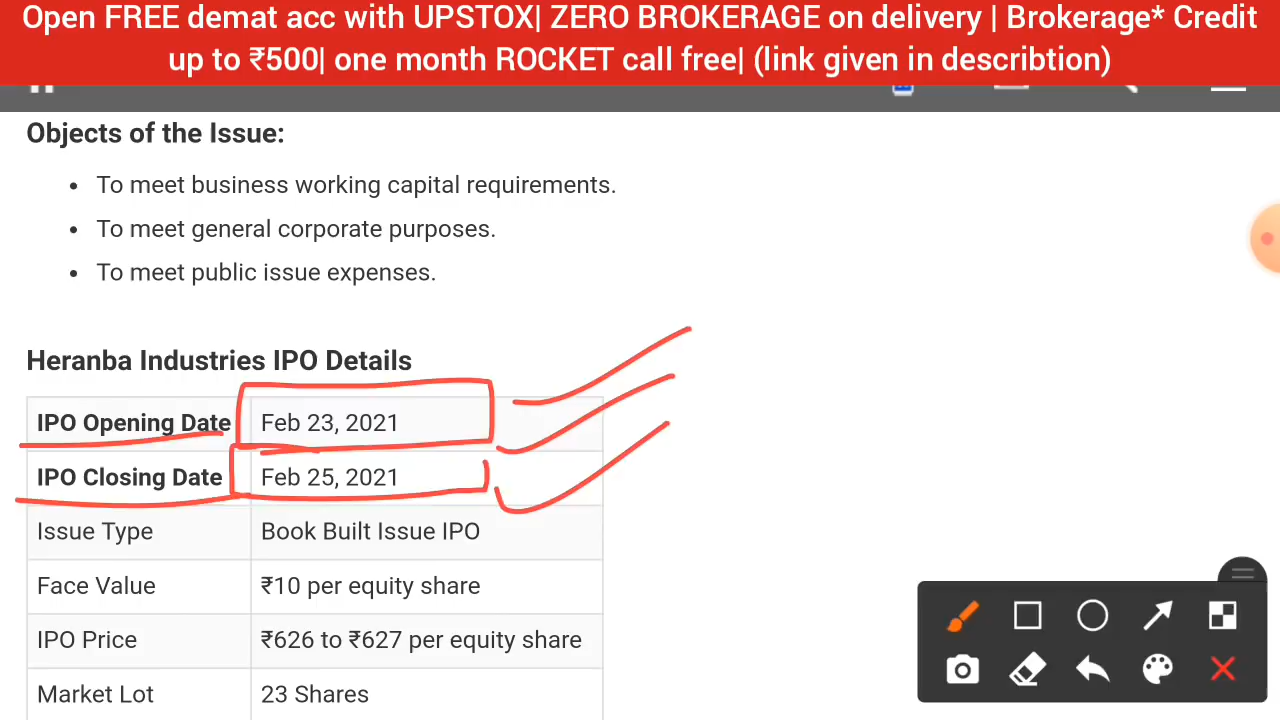 Open FREE demat acc with UPSTOX| ZERO BROKERAGE on delivery | Brokerage* Credit
up to ₹500| one month ROCKET call free| (link given in describtion)
Objects of the Issue:
• To meet business working capital requirements.
• To meet general corporate purposes.
• To meet public issue expenses.
Heranba Industries IPO Details
IPO Opening Date Feb 23, 2021
IPO Closing Date Feb 25, 2021
Issue Type Book Built Issue IPO
Face Value ₹10 per equity share
IPO Price ₹626 to ₹627 per equity share
Market Lot 23 Shares